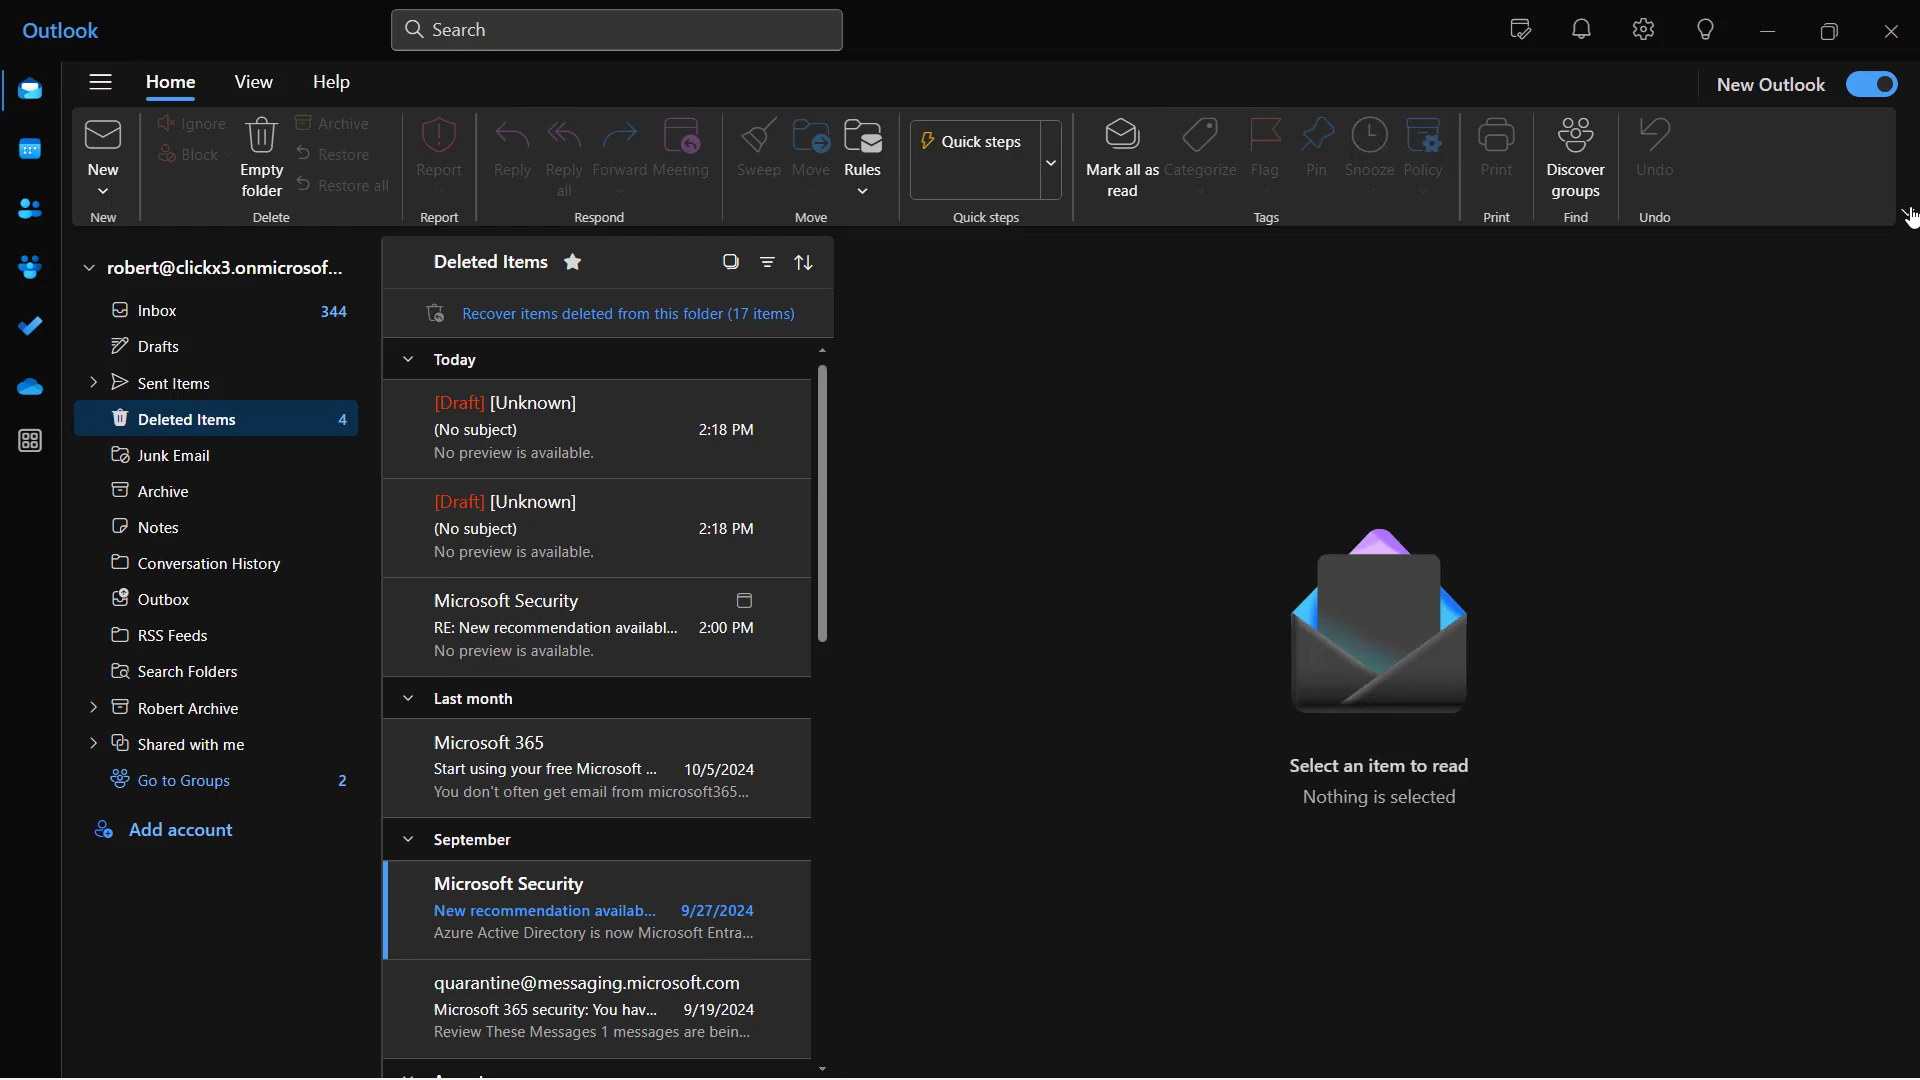 Outlook
Search
Home View Help
New Outlook
New
New
Ignore
Block
Empty folder
Archive
Restore
Restore all
Delete
Report
Report
Reply
Reply all
Forward
Meeting
Respond
Sweep
Move
Rules
Move
Quick steps
Quick steps
Mark all as read
Categorize
Flag
Pin
Snooze
Policy
Tags
Print
Print
Discover groups
Find
Undo
Undo
robert@clickx3.onmicrosof...
Inbox 344
Drafts
Sent Items
Deleted Items 4
Junk Email
Archive
Notes
Conversation History
Outbox
RSS Feeds
Search Folders
Robert Archive
Shared with me
Go to Groups 2
Add account
Deleted Items
Recover items deleted from this folder (17 items)
Today
[Draft] [Unknown]
(No subject) 2:18 PM
No preview is available.
[Draft] [Unknown]
(No subject) 2:18 PM
No preview is available.
Microsoft Security
RE: New recommendation availabl... 2:00 PM
No preview is available.
Last month
Microsoft 365
Start using your free Microsoft ... 10/5/2024
You don't often get email from microsoft365...
September
Microsoft Security
New recommendation availab... 9/27/2024
Azure Active Directory is now Microsoft Entra...
quarantine@messaging.microsoft.com
Microsoft 365 security: You hav... 9/19/2024
Review These Messages 1 messages are bein...
Select an item to read
Nothing is selected